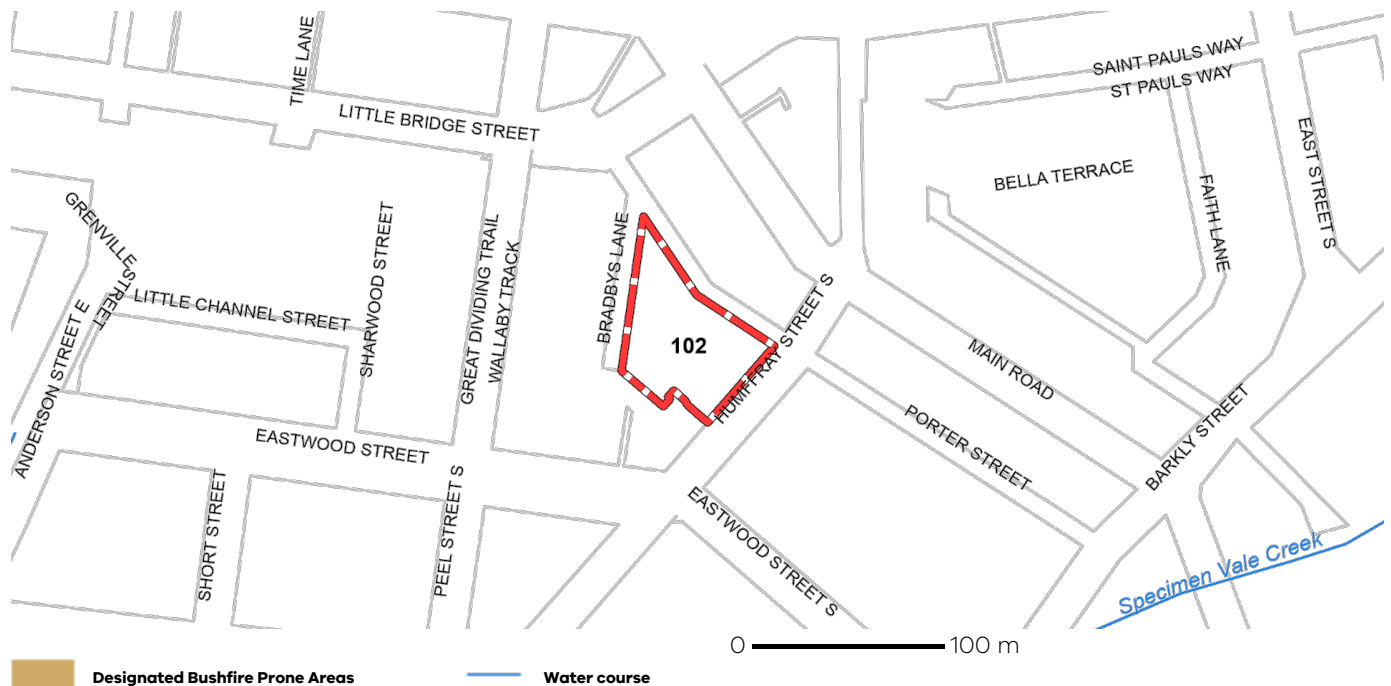 TIME LANE
SAINT PAULS WAY
ST PAULS WAY
LITTLE BRIDGE STREET
EAST STREET S
BELLA TERRACE
FAITH LANE
GRENVILLE STREET
SHARWOOD STREET
GREAT DIVIDING TRAIL
WALLABY TRACK
BRADBYS LANE
LITTLE CHANNEL STREET
HUMFFRAY STREET S
102
ANDERSON STREET E
MAIN ROAD
BARKLY STREET
PORTER STREET
EASTWOOD STREET
SHORT STREET
PEEL STREET S
EASTWOOD STREET S
Specimen Vale Creek
0 100 m
Designated Bushfire Prone Areas
Water course